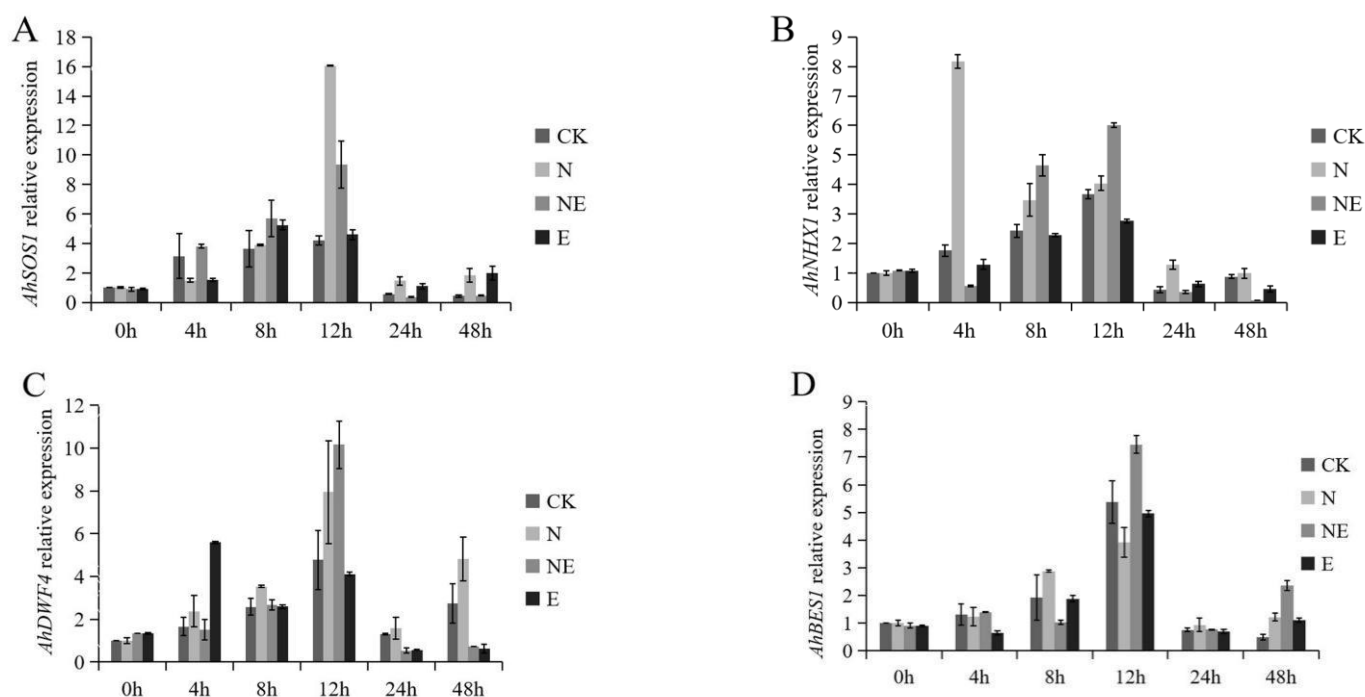 A
AhSOS1 relative expression
18
16
14
12
10
8
6
4
2
0
0h 4h 8h 12h 24h 48h
CK
N
NE
E
B
AhNHX1 relative expression
9
8
7
6
5
4
3
2
1
0
0h 4h 8h 12h 24h 48h
CK
N
NE
E
C
AhDWF4 relative expression
12
10
8
6
4
2
0
0h 4h 8h 12h 24h 48h
CK
N
NE
E
D
AhBES1 relative expression
9
8
7
6
5
4
3
2
1
0
0h 4h 8h 12h 24h 48h
CK
N
NE
E